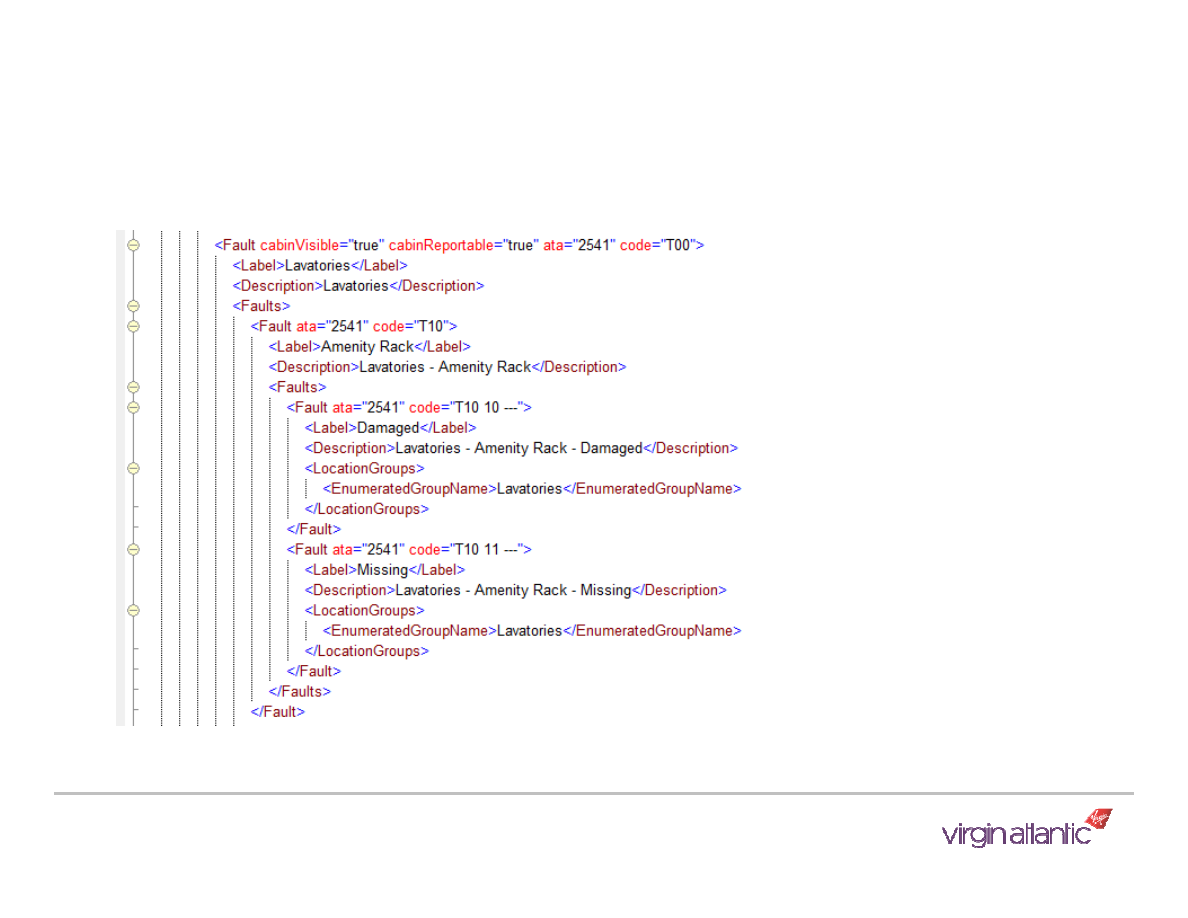 <Fault cabinVisible="true" cabinReportable="true" ata="2541" code="T00">
<Label>Lavatories</Label>
<Description>Lavatories</Description>
<Faults>
<Fault ata="2541" code="T10">
<Label>Amenity Rack</Label>
<Description>Lavatories - Amenity Rack</Description>
<Faults>
<Fault ata="2541" code="T10 10 ---">
<Label>Damaged</Label>
<Description>Lavatories - Amenity Rack - Damaged</Description>
<LocationGroups>
<EnumeratedGroupName>Lavatories</EnumeratedGroupName>
</LocationGroups>
</Fault>
<Fault ata="2541" code="T10 11 ---">
<Label>Missing</Label>
<Description>Lavatories - Amenity Rack - Missing</Description>
<LocationGroups>
<EnumeratedGroupName>Lavatories</EnumeratedGroupName>
</LocationGroups>
</Fault>
</Faults>
</Fault>
virgin atlantic